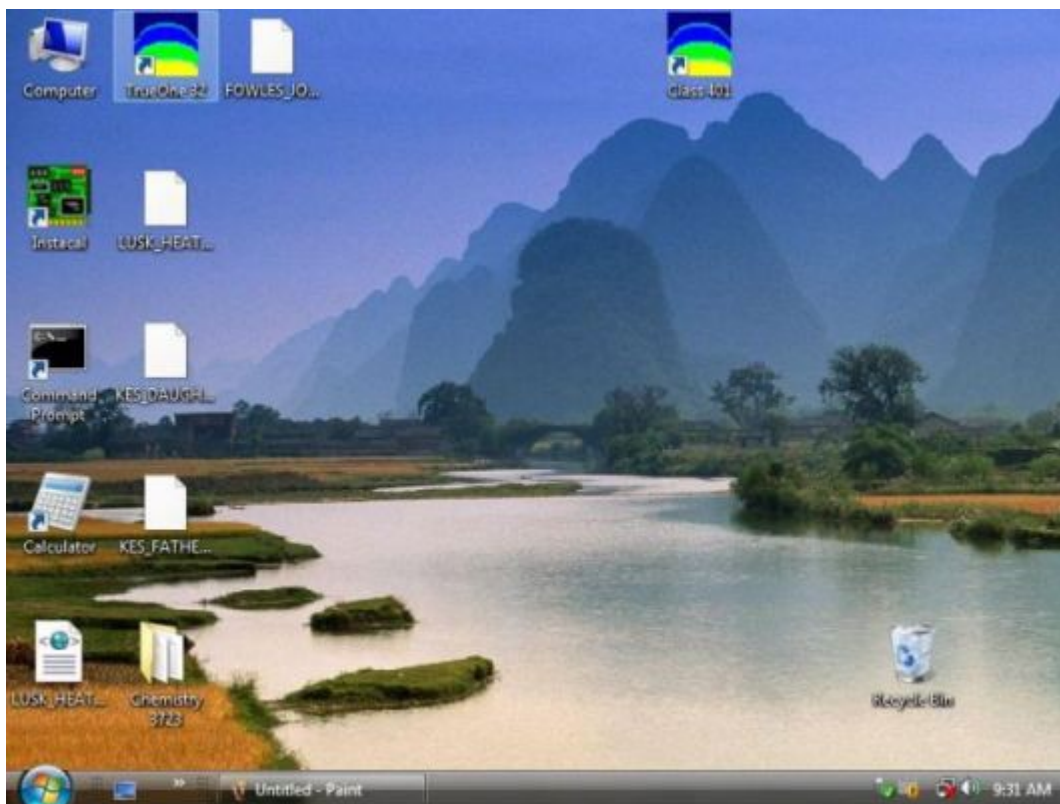 Computer
TrueOne 32
FOWLES_JO...
Class 401
Instacal
LUSK_HEAT...
Command
Prompt
KES_DAUGH...
Calculator
KES_FATHE...
LUSK_HEAT...
Chemistry
3723
Recycle Bin
»
Untitled - Paint
9:31 AM